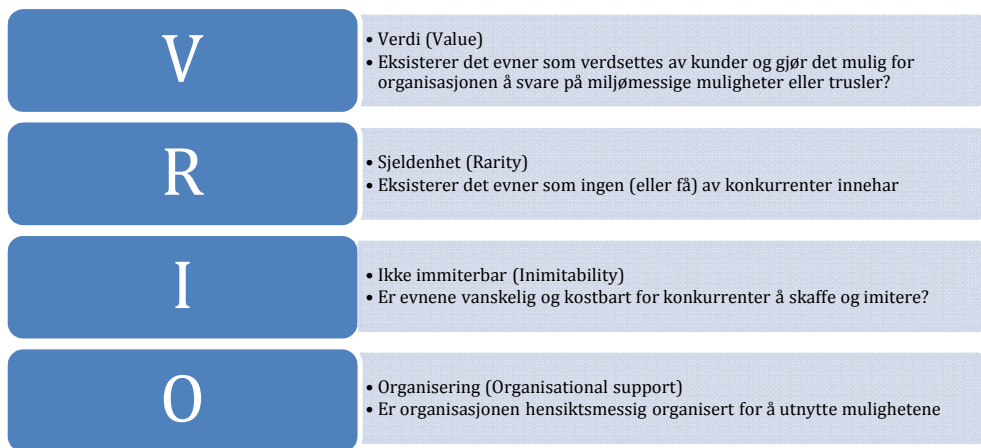 V
• Verdi (Value)
• Eksisterer det evner som verdsettes av kunder og gjør det mulig for
organisasjonen å svare på miljømessige muligheter eller trusler?
R
• Sjeldenhet (Rarity)
• Eksisterer det evner som ingen (eller få) av konkurrenter innehar
I
• Ikke immiterbar (Inimitability)
• Er evnene vanskelig og kostbart for konkurrenter å skaffe og imitere?
O
• Organisering (Organisational support)
• Er organisasjonen hensiktsmessig organisert for å utnytte mulighetene